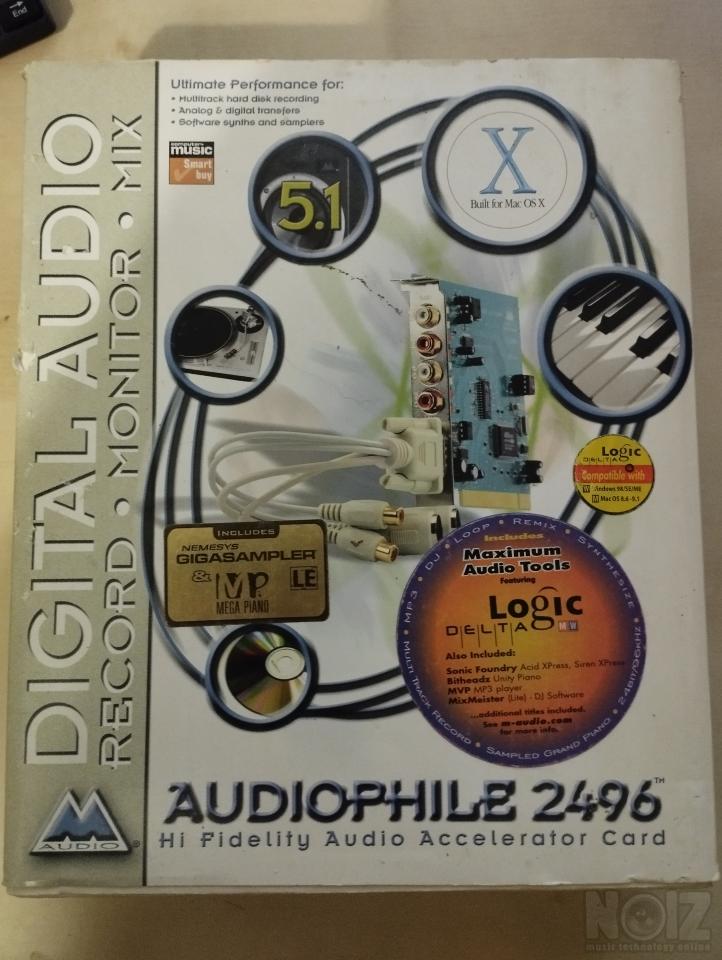 End
Ultimate Performance for:
• Multitrack hard disk recording
• Analog & digital transfers
• Software synths and samplers
computer music
Smart buy
5.1
X
Built for Mac OS X
DIGITAL AUDIO
RECORD • MONITOR • MIX
Logic
DELTA
Compatible with
W Windows 98/SE/ME
M Mac OS 8.6 - 9.1
INCLUDES
NEMESYS
GIGASAMPLER
&
MVP
LE
MEGA PIANO
MULTI TRACK RECORD • MP3 • DJ • LOOP • REMIX • SYNTHESIZE • 24BIT/96KHZ • SAMPLED GRAND PIANO
Includes
Maximum
Audio Tools
Featuring
Logic
DELTA M W
Also Included:
Sonic Foundry Acid XPress, Siren XPress
Bitheadz Unity Piano
MVP MP3 player
MixMeister (Lite) - DJ Software
...additional titles included.
See m-audio.com
for more info.
M
AUDIO ®
AUDIOPHILE 2496™
Hi Fidelity Audio Accelerator Card
NOIZ
music technology online